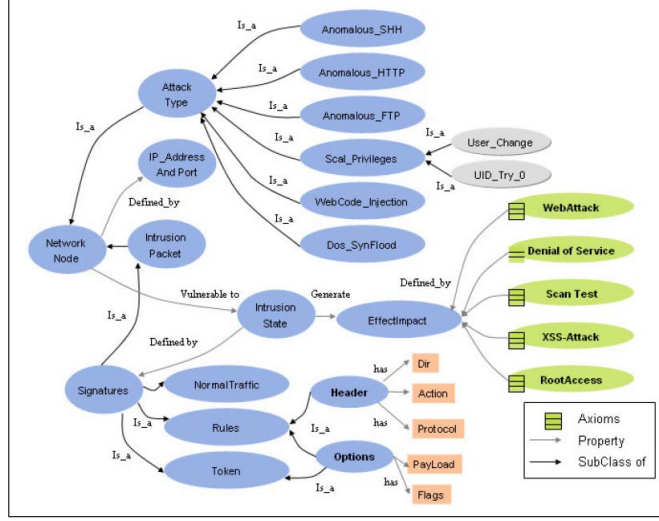 Is_a
Anomalous_SHH
Is_a
Anomalous_HTTP
Attack
Type
Is_a
Anomalous_FTP
Is_a
Is_a
Is_a
User_Change
IP_Address
And Port
Scal_Privileges
Is_a
UID_Try_0
Is_a
Defined_by
WebCode_Injection
WebAttack
Is_a
Network
Node
Intrusion
Packet
Dos_SynFlood
Defined_by
Denial of Service
Vulnerable to
Intrusion
State
Generate
Scan Test
Is_a
EffectImpact
Defined by
XSS-Attack
Signatures
NormalTraffic
has
Dir
RootAccess
Header
Action
Is_a
Rules
Is_a
has
Protocol
Axioms
Property
SubClass of
Is_a
Token
Options
PayLoad
Is_a
has
Flags